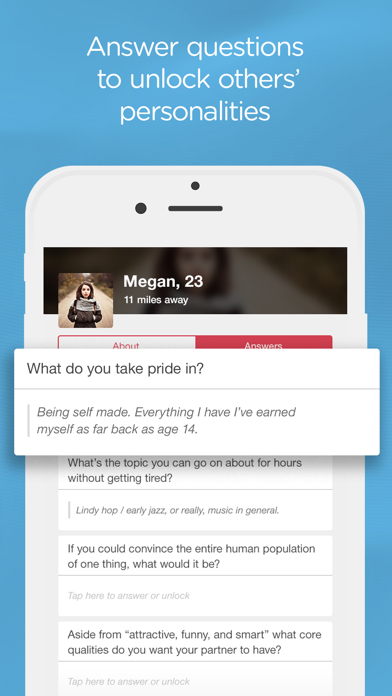 Answer questions
to unlock others’
personalities
Megan, 23
11 miles away
About
Answers
What do you take pride in?
Being self made. Everything I have I’ve earned
myself as far back as age 14.
What’s the topic you can go on about for hours
without getting tired?
Lindy hop / early jazz, or really, music in general.
If you could convince the entire human population
of one thing, what would it be?
Tap here to answer or unlock
Aside from “attractive, funny, and smart” what core
qualities do you want your partner to have?
Tap here to answer or unlock